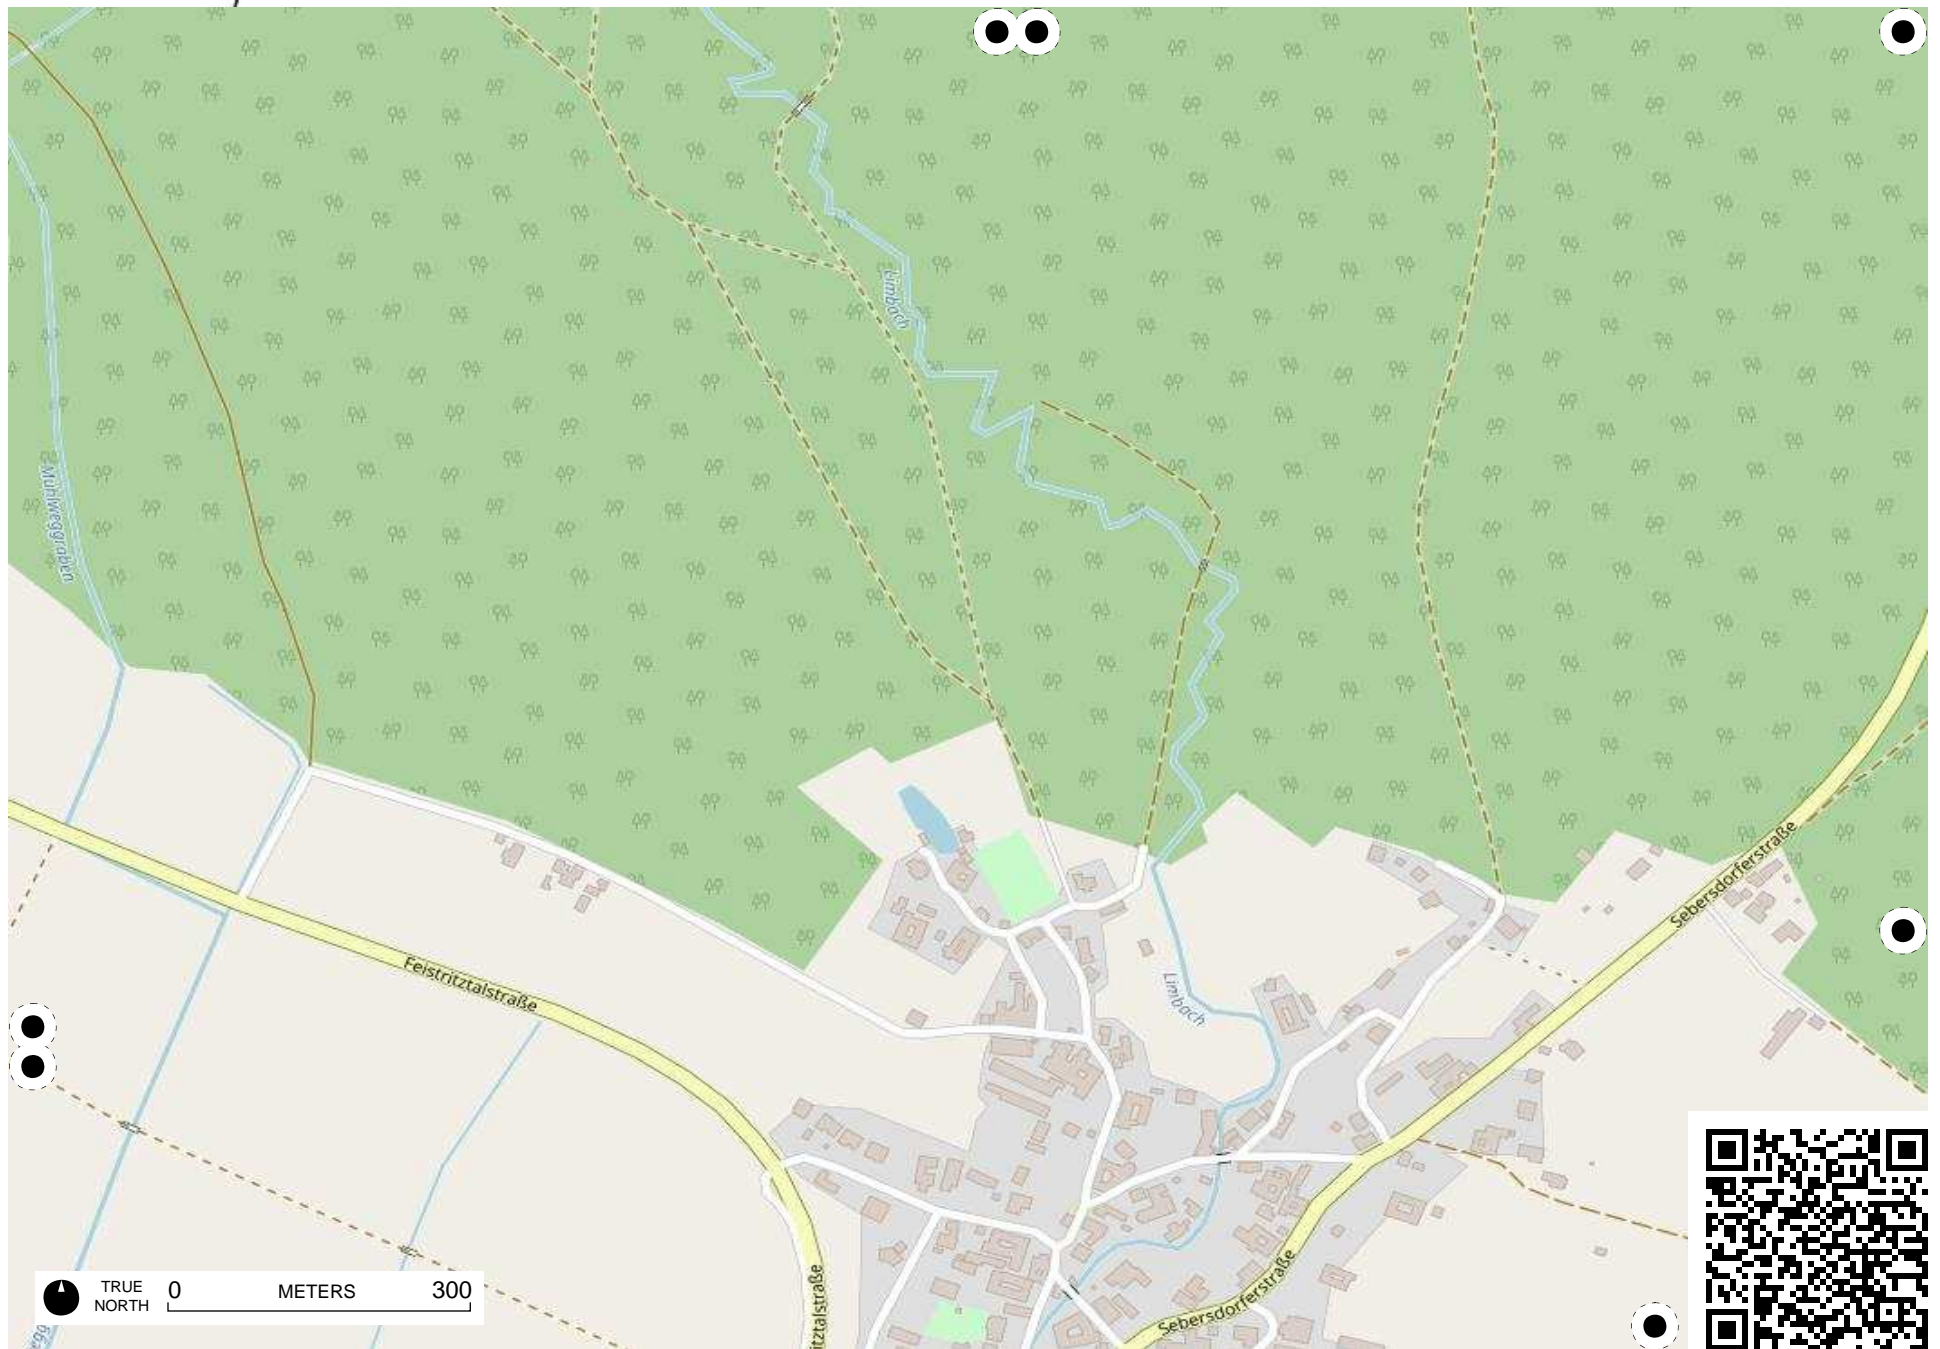 Limbach
Mühlweggraben
Sebersdorferstraße
Feistritztalstraße
Limbach
TRUE
NORTH
0 METERS 300
itztalstraße
Sebersdorferstraße